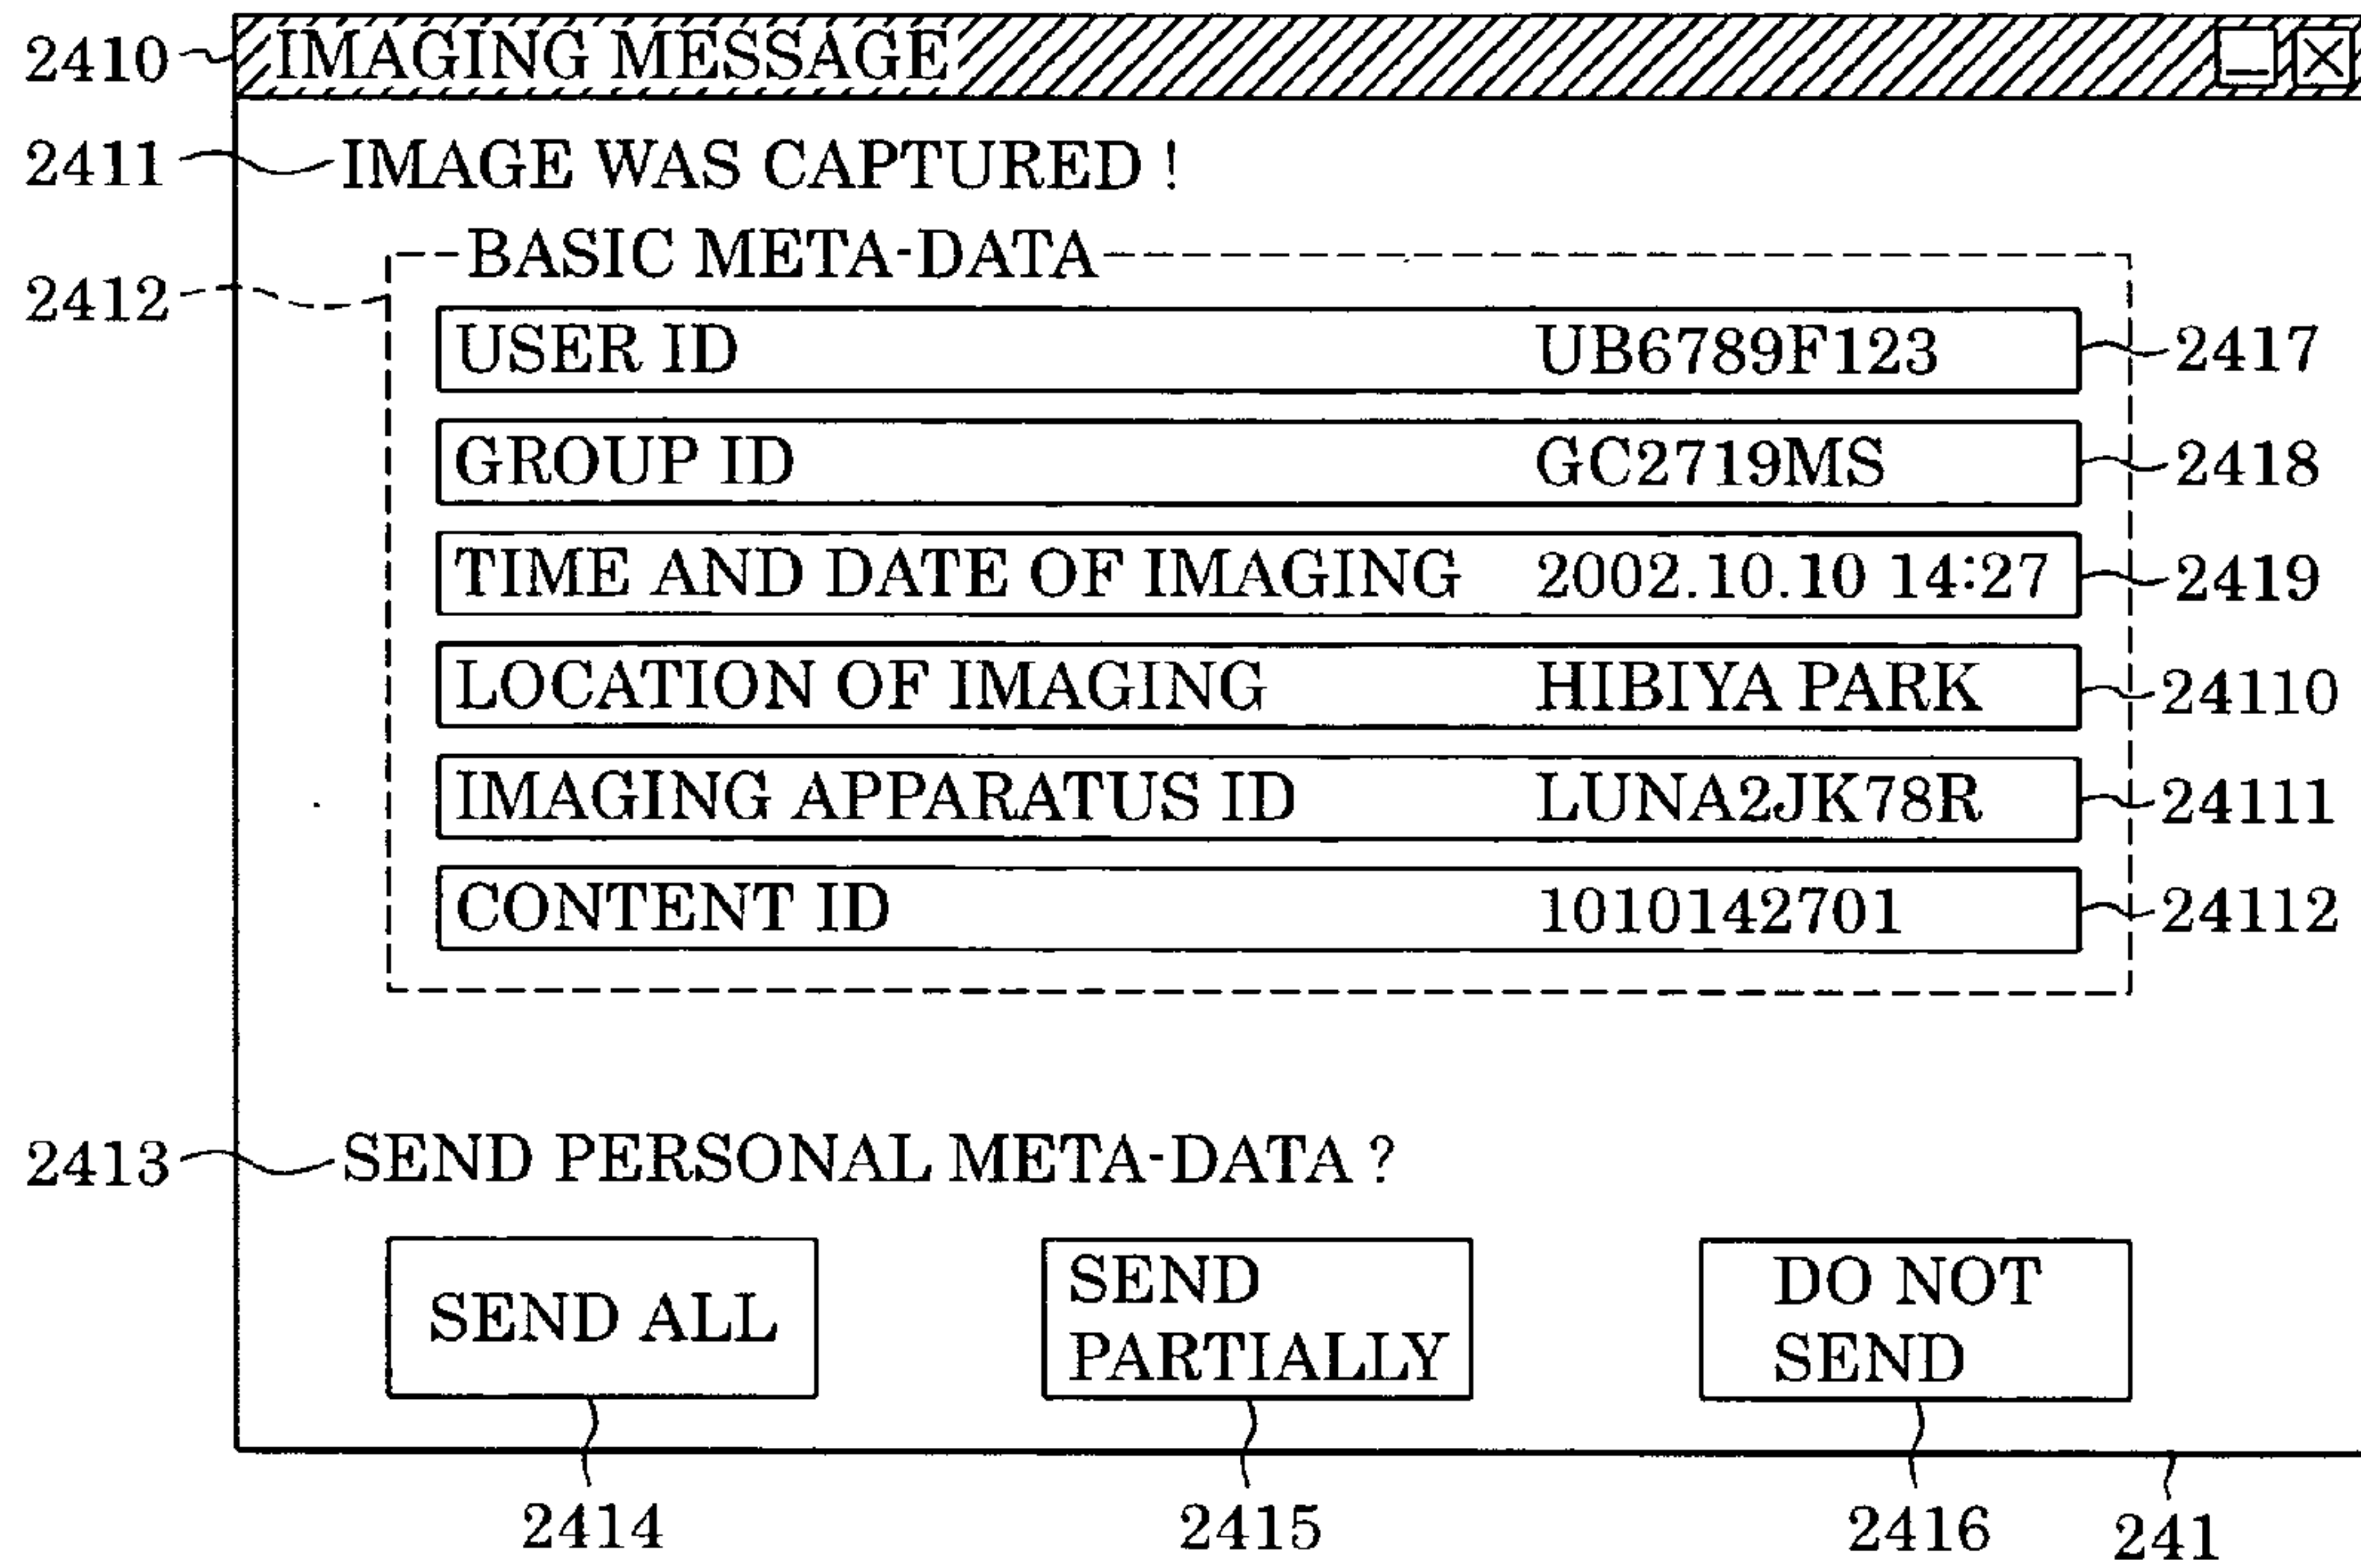 2410 IMAGING MESSAGE
2411 IMAGE WAS CAPTURED !
BASIC META-DATA
2412
USER ID UB6789F123 2417
GROUP ID GC2719MS 2418
TIME AND DATE OF IMAGING 2002.10.10 14:27 2419
LOCATION OF IMAGING HIBIYA PARK 24110
IMAGING APPARATUS ID LUNA2JK78R 24111
CONTENT ID 1010142701 24112
2413 SEND PERSONAL META-DATA ?
SEND ALL
SEND
PARTIALLY
DO NOT
SEND
2414 2415 2416 241